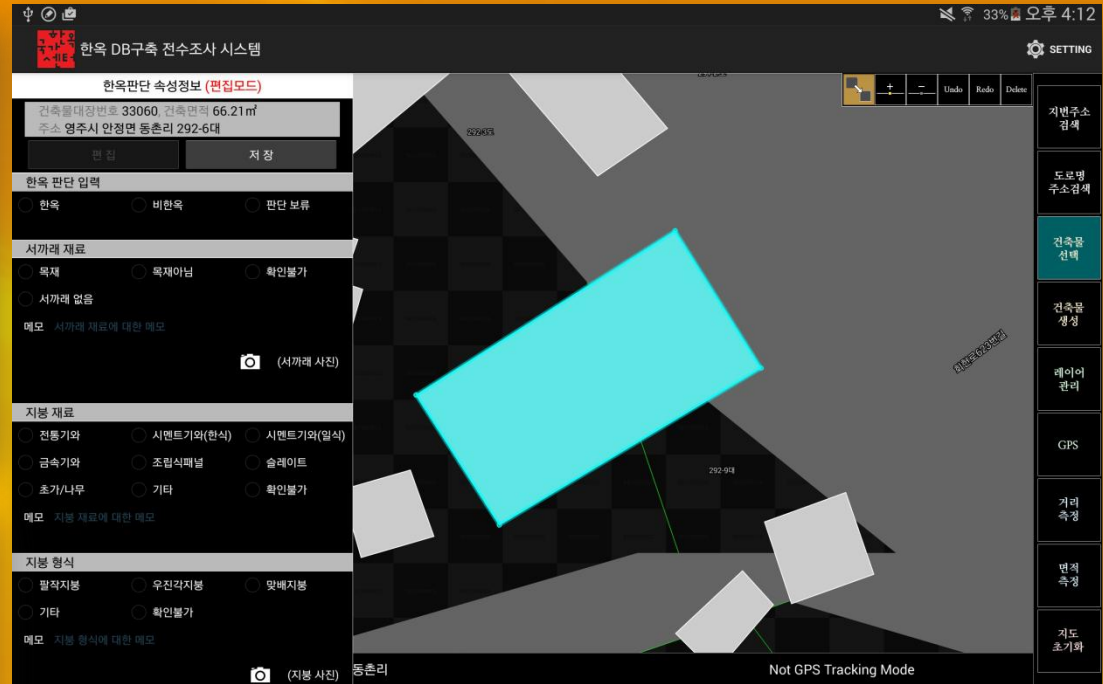 33% 오후 4:12
국가한옥센터
한옥 DB구축 전수조사 시스템
SETTING
한옥판단 속성정보 (편집모드)
건축물대장번호 33060, 건축면적 66.21㎡
주소 영주시 안정면 동촌리 292-6대
편집 저장
한옥 판단 입력
한옥 비한옥 판단 보류
서까래 재료
목재 목재아님 확인불가
서까래 없음
메모 서까래 재료에 대한 메모
(서까래 사진)
지붕 재료
전통기와 시멘트기와(한식) 시멘트기와(일식)
금속기와 조립식패널 슬레이트
초가/나무 기타 확인불가
메모 지붕 재료에 대한 메모
지붕 형식
팔작지붕 우진각지붕 맞배지붕
기타 확인불가
메모 지붕 형식에 대한 메모
(지붕 사진)
+ - Undo Redo Delete
292-9대
동촌리 Not GPS Tracking Mode
지번주소
검색
도로명
주소검색
건축물
선택
건축물
생성
레이어
관리
GPS
거리
측정
면적
측정
지도
초기화